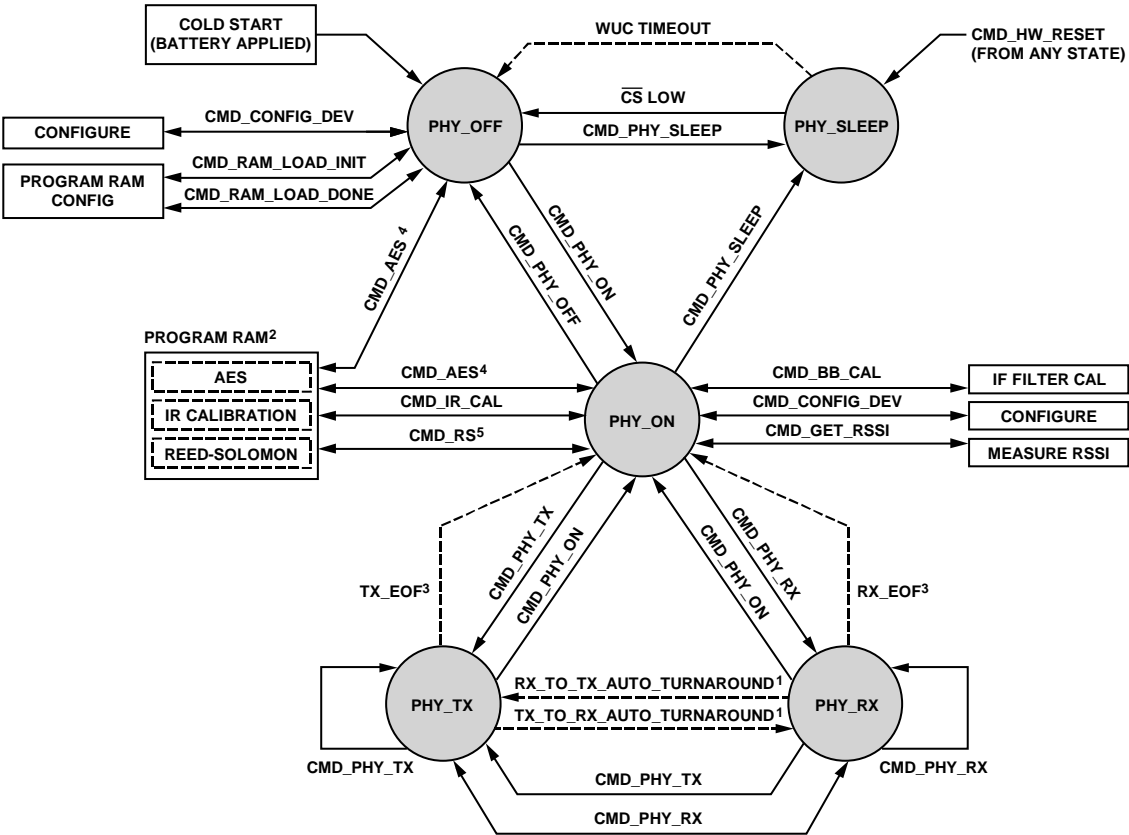 COLD START
(BATTERY APPLIED)
WUC TIMEOUT
CMD_HW_RESET
(FROM ANY STATE)
CONFIGURE
CMD_CONFIG_DEV
PHY_OFF
CS LOW
CMD_PHY_SLEEP
PHY_SLEEP
PROGRAM RAM
CONFIG
CMD_RAM_LOAD_INIT
CMD_RAM_LOAD_DONE
CMD_AES 4
CMD_PHY_OFF
CMD_PHY_ON
CMD_PHY_SLEEP
PROGRAM RAM2
AES
IR CALIBRATION
REED-SOLOMON
CMD_AES4
CMD_IR_CAL
CMD_RS5
PHY_ON
CMD_BB_CAL
CMD_CONFIG_DEV
CMD_GET_RSSI
IF FILTER CAL
CONFIGURE
MEASURE RSSI
TX_EOF3
CMD_PHY_TX
CMD_PHY_ON
CMD_PHY_ON
CMD_PHY_RX
RX_EOF3
PHY_TX
RX_TO_TX_AUTO_TURNAROUND1
TX_TO_RX_AUTO_TURNAROUND1
PHY_RX
CMD_PHY_TX
CMD_PHY_TX
CMD_PHY_RX
CMD_PHY_RX